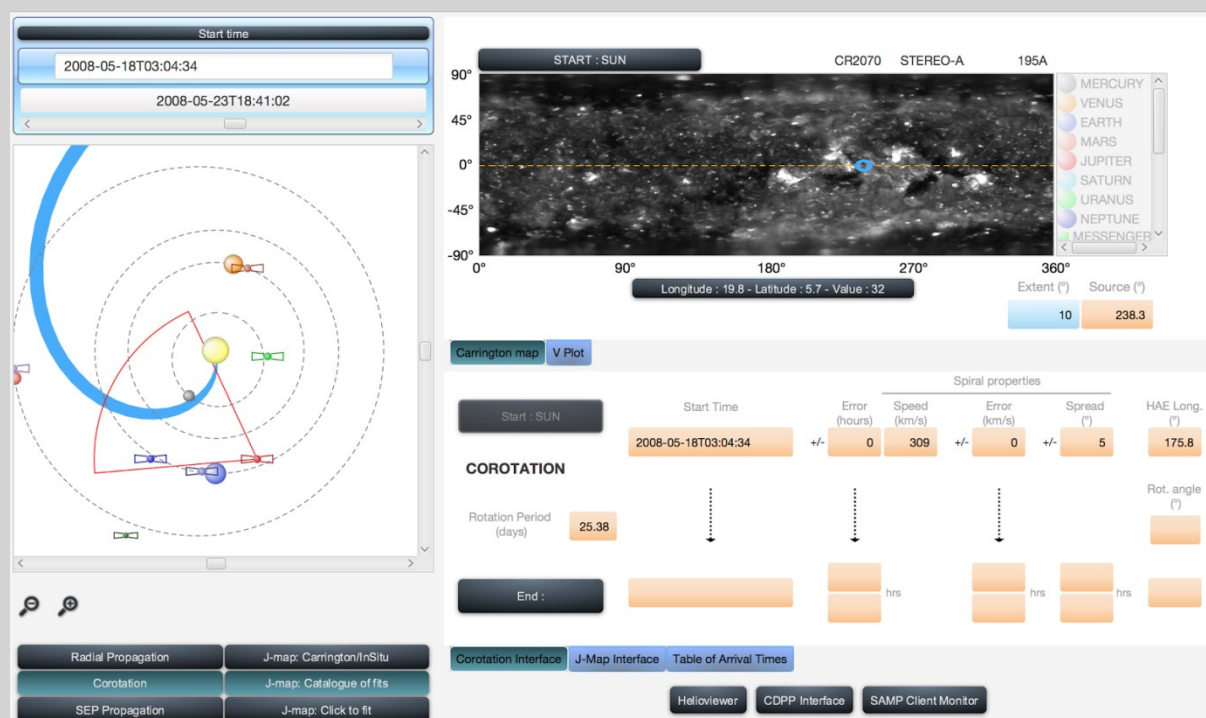 Start time
2008-05-18T03:04:34
2008-05-23T18:41:02
START : SUN
CR2070 STEREO-A 195A
90°
45°
0°
-45°
-90°
0° 90° 180° 270° 360°
MERCURY
VENUS
EARTH
MARS
JUPITER
SATURN
URANUS
NEPTUNE
MESSENGER
Longitude : 19.8 - Latitude : 5.7 - Value : 32
Extent (°) Source (°)
10 238.3
Carrington map V Plot
Spiral properties
Start : SUN
Start Time Error (hours) Speed (km/s) Error (km/s) Spread (°) HAE Long. (°)
2008-05-18T03:04:34 +/- 0 309 +/- 0 +/- 5 175.8
COROTATION
Rot. angle (°)
Rotation Period (days) 25.38
End :
hrs hrs hrs
Radial Propagation J-map: Carrington/InSitu
Corotation J-map: Catalogue of fits
SEP Propagation J-map: Click to fit
Corotation Interface J-Map Interface Table of Arrival Times
Helioviewer CDPP Interface SAMP Client Monitor